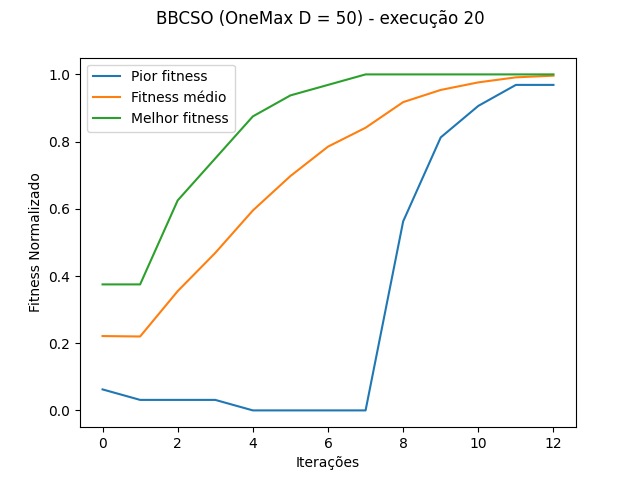 BBCSO (OneMax D = 50) - execução 20
Pior fitness
Fitness médio
Melhor fitness
Fitness Normalizado
1.0
0.8
0.6
0.4
0.2
0.0
0 2 4 6 8 10 12
Iterações